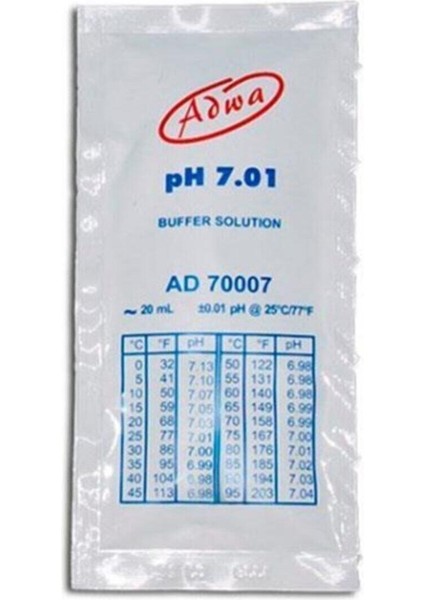 Adwa
pH 7.01
BUFFER SOLUTION
AD 70007
~ 20 mL ±0.01 pH @ 25°C/77°F
°C °F pH °C °F pH
0 32 7.13 50 122 6.98
5 41 7.10 55 131 6.98
10 50 7.07 60 140 6.98
15 59 7.05 65 149 6.99
20 68 7.03 70 158 6.99
25 77 7.01 75 167 7.00
30 86 7.00 80 176 7.01
35 95 6.99 85 185 7.02
40 104 6.98 90 194 7.03
45 113 6.98 95 203 7.04